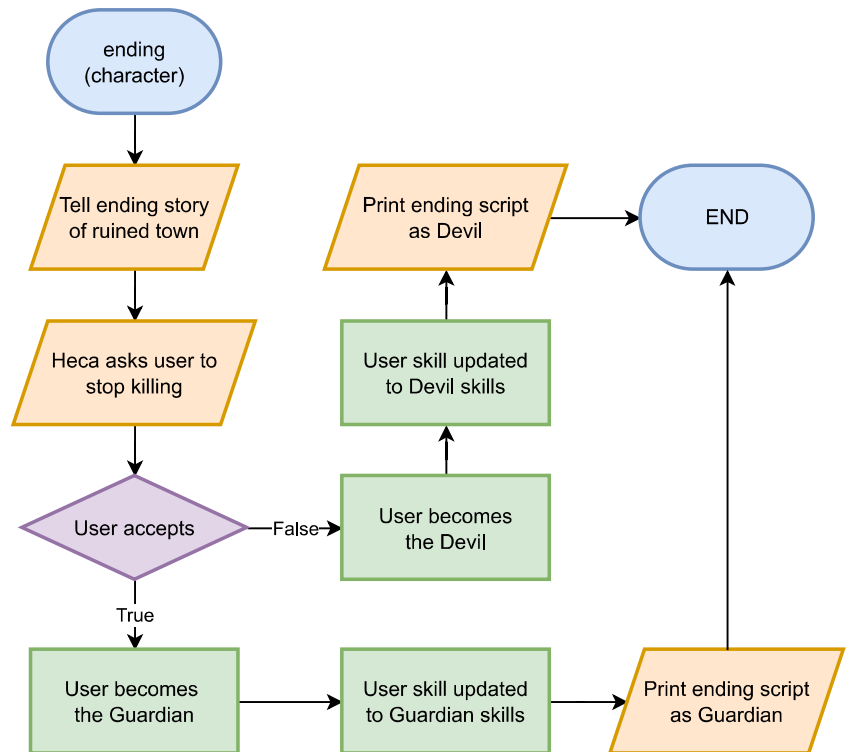 ending
(character)
Tell ending story
of ruined town
Print ending script
as Devil
END
Heca asks user to
stop killing
User skill updated
to Devil skills
User accepts
False
User becomes
the Devil
True
User becomes
the Guardian
User skill updated
to Guardian skills
Print ending script
as Guardian